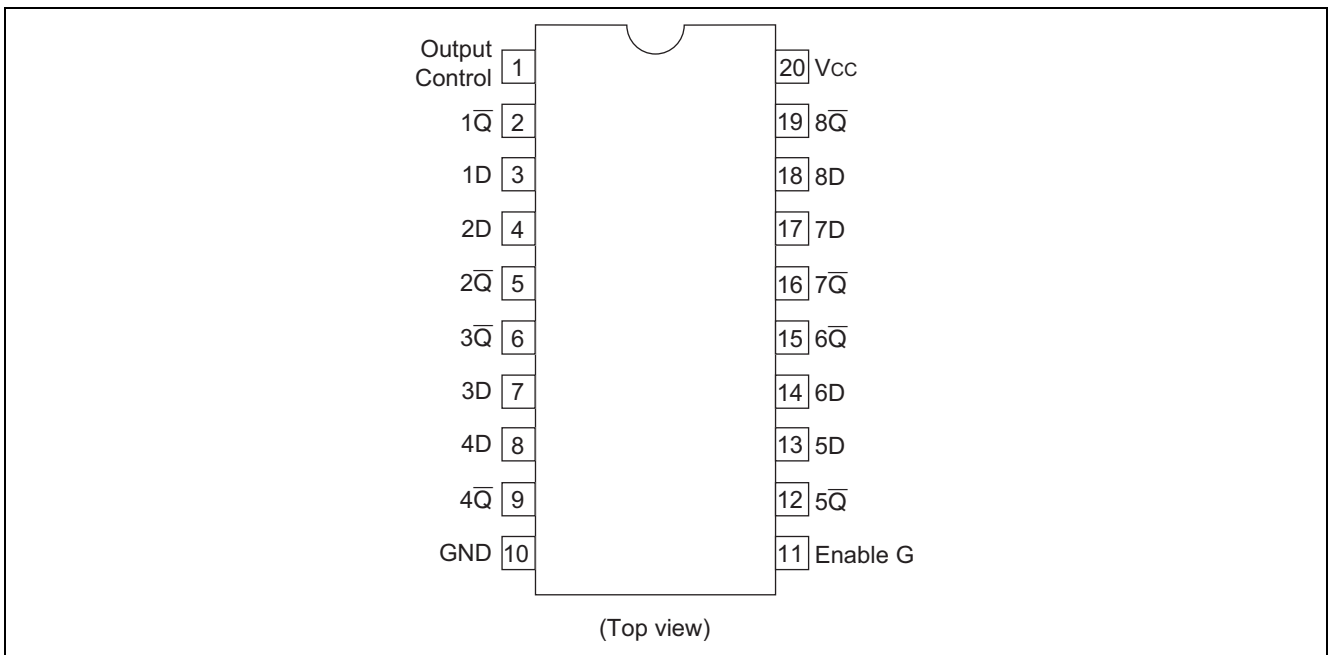 Output
Control 1 20 VCC
1Q̅ 2 19 8Q̅
1D 3 18 8D
2D 4 17 7D
2Q̅ 5 16 7Q̅
3Q̅ 6 15 6Q̅
3D 7 14 6D
4D 8 13 5D
4Q̅ 9 12 5Q̅
GND 10 11 Enable G
(Top view)